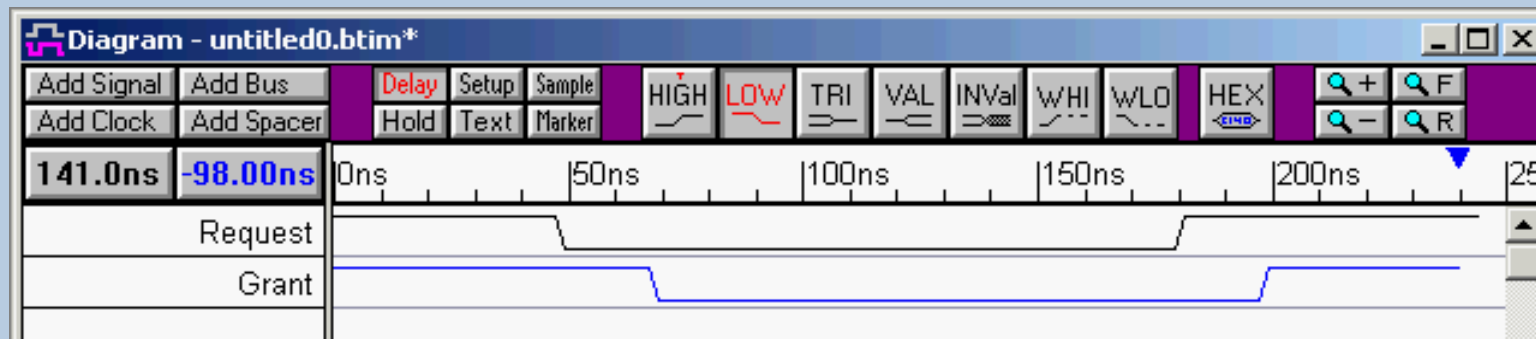 Diagram - untitled0.btim*
Add Signal Add Bus Delay Setup Sample HIGH LOW TRI VAL INVal WHI WLO HEX + F
Add Clock Add Spacer Hold Text Marker - R
141.0ns -98.00ns 0ns 50ns 100ns 150ns 200ns 25
Request
Grant